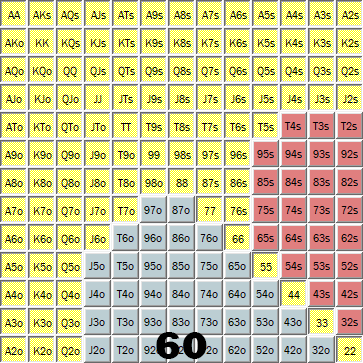 AA AKs AQs AJs ATs A9s A8s A7s A6s A5s A4s A3s A2s
AKo KK KQs KJs KTs K9s K8s K7s K6s K5s K4s K3s K2s
AQo KQo QQ QJs QTs Q9s Q8s Q7s Q6s Q5s Q4s Q3s Q2s
AJo KJo QJo JJ JTs J9s J8s J7s J6s J5s J4s J3s J2s
ATo KTo QTo JTo TT T9s T8s T7s T6s T5s T4s T3s T2s
A9o K9o Q9o J9o T9o 99 98s 97s 96s 95s 94s 93s 92s
A8o K8o Q8o J8o T8o 98o 88 87s 86s 85s 84s 83s 82s
A7o K7o Q7o J7o T7o 97o 87o 77 76s 75s 74s 73s 72s
A6o K6o Q6o J6o T6o 96o 86o 76o 66 65s 64s 63s 62s
A5o K5o Q5o J5o T5o 95o 85o 75o 65o 55 54s 53s 52s
A4o K4o Q4o J4o T4o 94o 84o 74o 64o 54o 44 43s 42s
A3o K3o Q3o J3o T3o 93o 83o 73o 63o 53o 43o 33 32s
A2o K2o Q2o J2o T2o 60 62o 52o 42o 32o 22